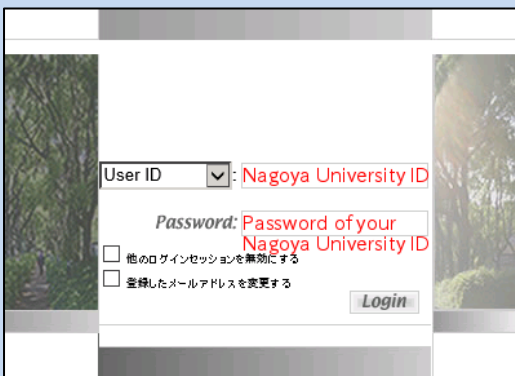 User ID : Nagoya University ID
Password: Password of your
Nagoya University ID
他のログインセッションを無効にする
登録したメールアドレスを変更する
Login